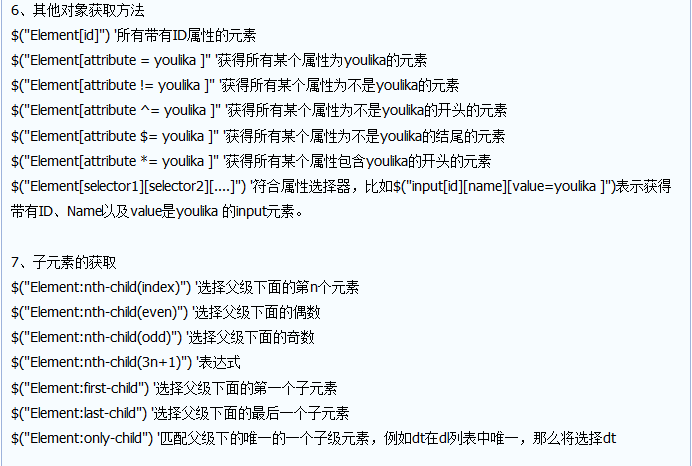 6、其他对象获取方法
$("Element[id]") '所有带有ID属性的元素
$("Element[attribute = youlika ]" '获得所有某个属性为youlika的元素
$("Element[attribute != youlika ]" '获得所有某个属性为不是youlika的元素
$("Element[attribute ^= youlika ]" '获得所有某个属性为不是youlika的开头的元素
$("Element[attribute $= youlika ]" '获得所有某个属性为不是youlika的结尾的元素
$("Element[attribute *= youlika ]" '获得所有某个属性包含youlika的开头的元素
$("Element[selector1][selector2][....]") '符合属性选择器，比如$("input[id][name][value=youlika ]")表示获得
带有ID、Name以及value是youlika 的input元素。
7、子元素的获取
$("Element:nth-child(index)") '选择父级下面的第n个元素
$("Element:nth-child(even)") '选择父级下面的偶数
$("Element:nth-child(odd)") '选择父级下面的奇数
$("Element:nth-child(3n+1)") '表达式
$("Element:first-child") '选择父级下面的第一个子元素
$("Element:last-child") '选择父级下面的最后一个子元素
$("Element:only-child") '匹配父级下的唯一的一个子级元素，例如dt在dl列表中唯一，那么将选择dt